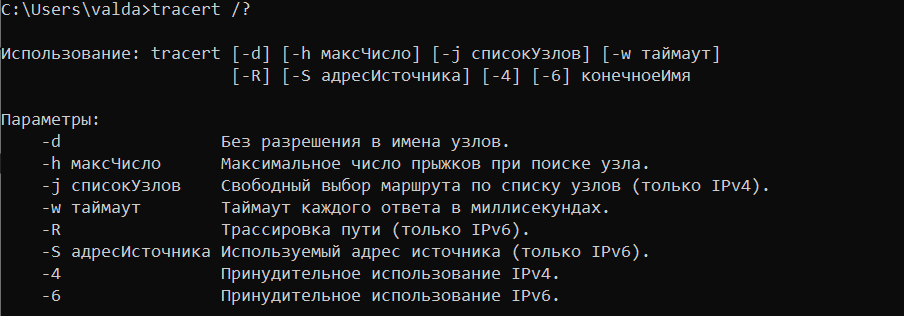 C:\Users\valda>tracert /?
Использование: tracert [-d] [-h максЧисло] [-j списокУзлов] [-w таймаут]
[-R] [-S адресИсточника] [-4] [-6] конечноеИмя
Параметры:
-d Без разрешения в имена узлов.
-h максЧисло Максимальное число прыжков при поиске узла.
-j списокУзлов Свободный выбор маршрута по списку узлов (только IPv4).
-w таймаут Таймаут каждого ответа в миллисекундах.
-R Трассировка пути (только IPv6).
-S адресИсточника Используемый адрес источника (только IPv6).
-4 Принудительное использование IPv4.
-6 Принудительное использование IPv6.